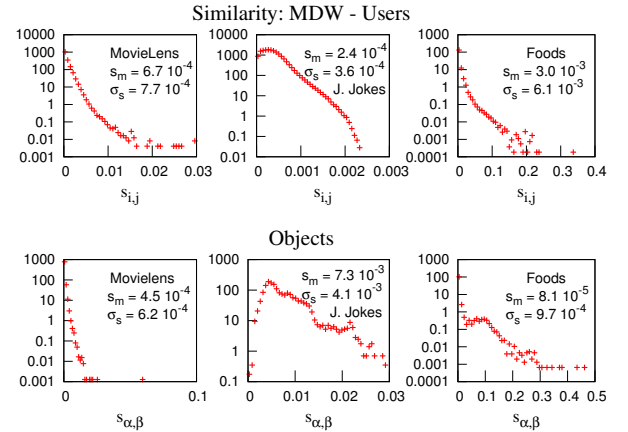 Similarity: MDW - Users
10000
1000
100
10
1
0.1
0.01
0.001
0
0.01
0.02
0.03
MovieLens
s_m = 6.7 10^-4
σ_s = 7.7 10^-4
s_i,j
10000
1000
100
10
1
0.1
0.01
0
0.001
0.002
0.003
s_m = 2.4 10^-4
σ_s = 3.6 10^-4
J. Jokes
s_i,j
1000
100
10
1
0.1
0.01
0.001
0
0.1
0.2
0.3
0.4
Foods
s_m = 3.0 10^-3
σ_s = 6.1 10^-3
s_i,j
Objects
1000
100
10
1
0.1
0.01
0.001
0
0.1
Movielens
s_m = 4.5 10^-4
σ_s = 6.2 10^-4
s_α,β
1000
100
10
1
0.1
0
0.01
0.02
0.03
s_m = 7.3 10^-3
σ_s = 4.1 10^-3
J. Jokes
s_α,β
1000
100
10
1
0.1
0.01
0.001
0.0001
0
0.1
0.2
0.3
0.4
0.5
Foods
s_m = 8.1 10^-5
σ_s = 9.7 10^-4
s_α,β